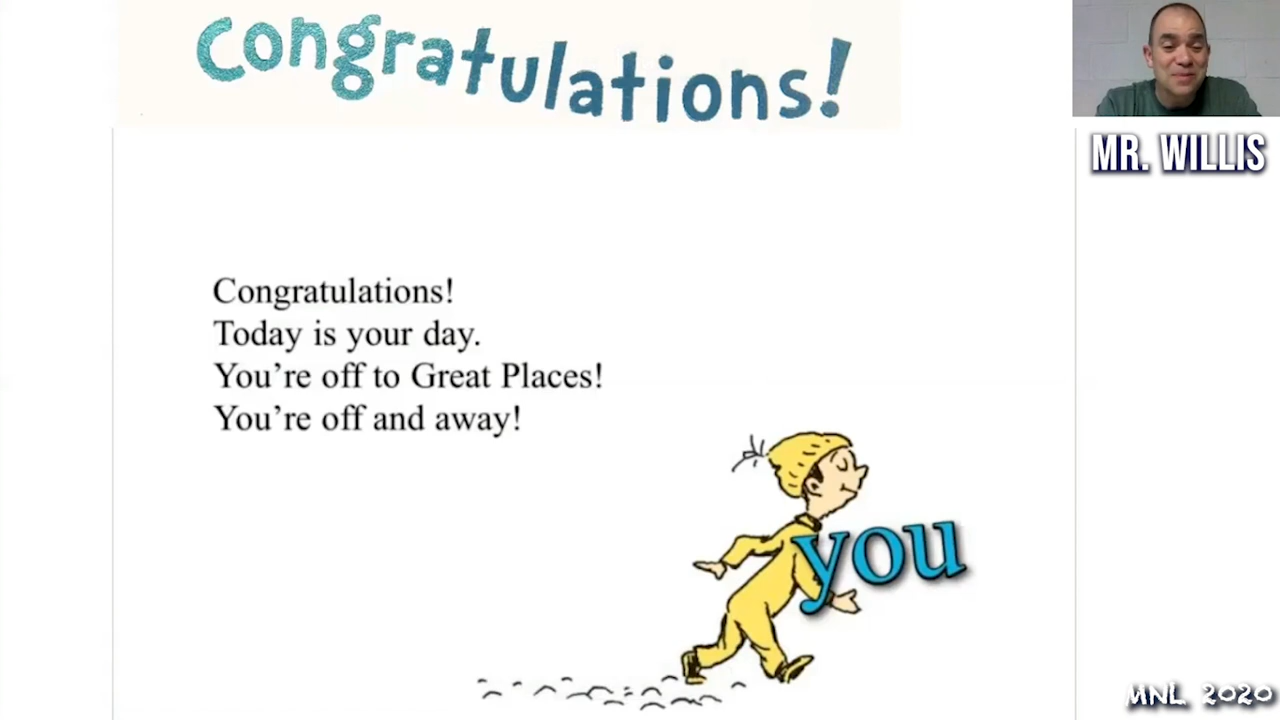 Congratulations!
MR. WILLIS
Congratulations!
Today is your day.
You’re off to Great Places!
You’re off and away!
you
MNL 2020